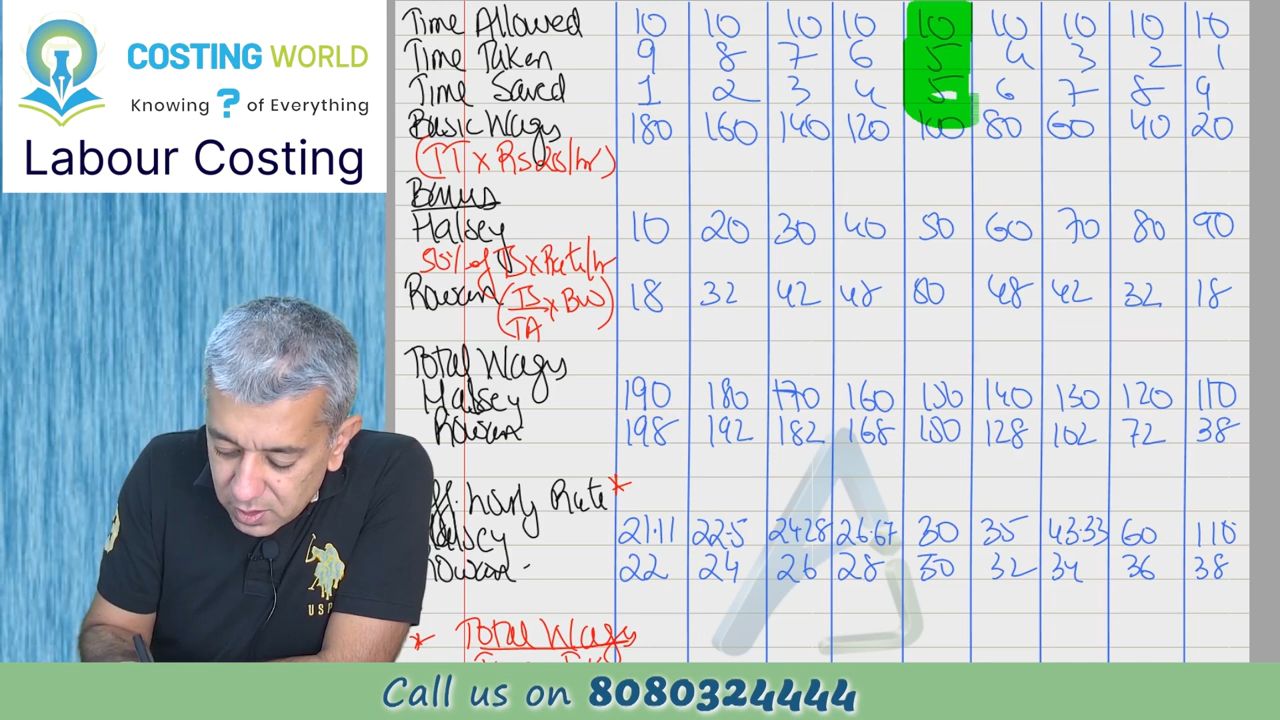 COSTING WORLD
Knowing ? of Everything
Labour Costing
Time Allowed 10 10 10 10 10 10 10 10 10
Time Taken 9 8 7 6 5 4 3 2 1
Time Saved 1 2 3 4 5 6 7 8 9
Basic Wages 180 160 140 120 100 80 60 40 20
(TT x Rs 20/hr)
Bonus
Halsey 10 20 30 40 50 60 70 80 90
50% of TS x Rate/hr
Rowan (TS/TA x BW) 18 32 42 48 80 48 42 32 18
Total Wages
Halsey 190 180 170 160 150 140 130 120 110
Rowan 198 192 182 168 150 128 102 72 38
ff. hourly Rate *
alsey 21.11 22.5 24.28 26.67 30 35 43.33 60 110
owan 22 24 26 28 30 32 34 36 38
* Total Wages
US P
Call us on 8080324444